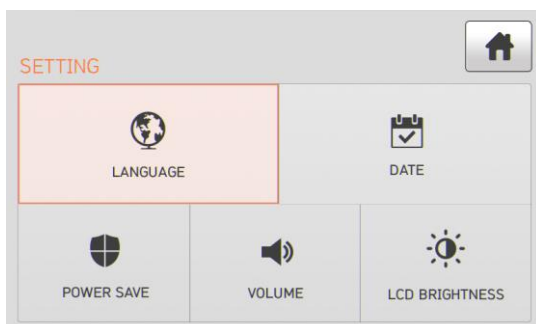 SETTING
LANGUAGE
DATE
POWER SAVE
VOLUME
LCD BRIGHTNESS